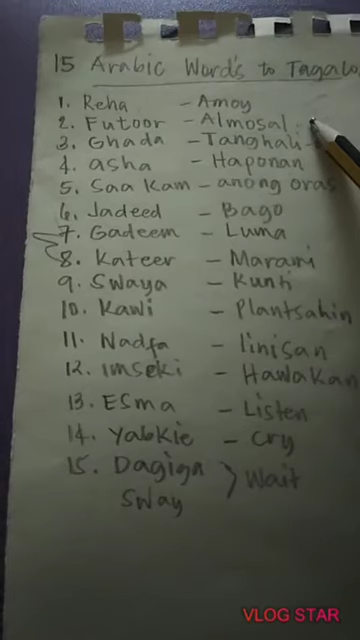 15 Arabic Words to Tagalo
1. Reha - Amoy
2. Futoor - Almosal
3. Ghada - Tanghali
4. asha - Haponan
5. Saa Kam - anong oras
6. Jadeed - Bago
7. Gadeem - Luma
8. Kateer - Marami
9. Swaya - Kunti
10. Kawi - Plantsahin
11. Nadfa - linisan
12. imseki - Hawakan
13. Esma - Listen
14. Yabkie - cry
15. Dagiga
Sway } Wait
VLOG STAR